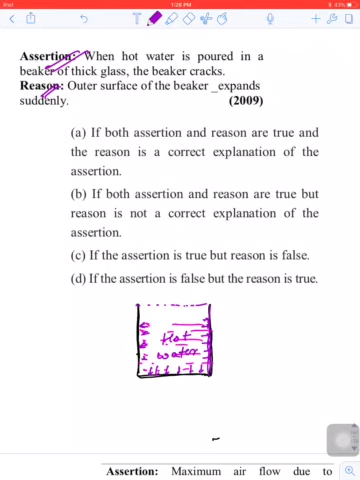 iPad
1:28 PM
Assertion: When hot water is poured in a
beaker of thick glass, the beaker cracks.
Reason: Outer surface of the beaker _expands
suddenly. (2009)
(a) If both assertion and reason are true and
the reason is a correct explanation of the
assertion.
(b) If both assertion and reason are true but
reason is not a correct explanation of the
assertion.
(c) If the assertion is true but reason is false.
(d) If the assertion is false but the reason is true.
Hot
water
Assertion: Maximum air flow due to